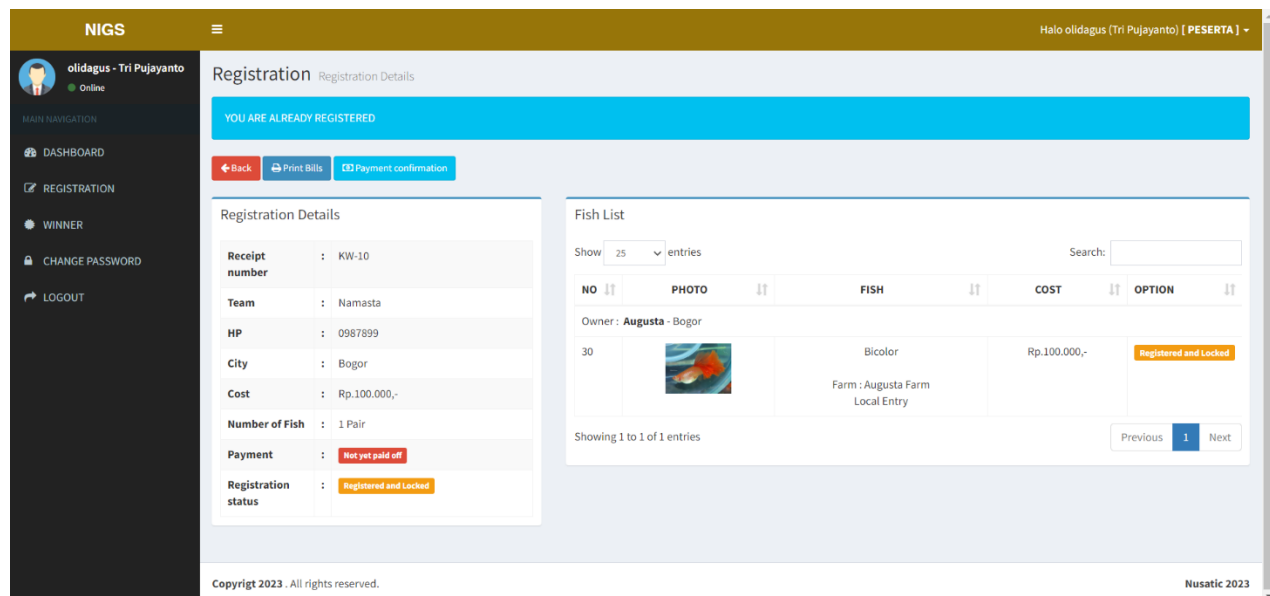 NIGS
Halo olidagus (Tri Pujayanto) [ PESERTA ]
olidagus - Tri Pujayanto
Online
MAIN NAVIGATION
DASHBOARD
REGISTRATION
WINNER
CHANGE PASSWORD
LOGOUT
Registration Registration Details
YOU ARE ALREADY REGISTERED
Back Print Bills Payment confirmation
Registration Details
Receipt number : KW-10
Team : Namasta
HP : 0987899
City : Bogor
Cost : Rp.100.000,-
Number of Fish : 1 Pair
Payment : Not yet paid off
Registration status : Registered and Locked
Fish List
Show 25 entries Search:
NO PHOTO FISH COST OPTION
Owner : Augusta - Bogor
30 Bicolor Rp.100.000,- Registered and Locked
Farm : Augusta Farm
Local Entry
Showing 1 to 1 of 1 entries Previous 1 Next
Copyrigt 2023 . All rights reserved. Nusatic 2023